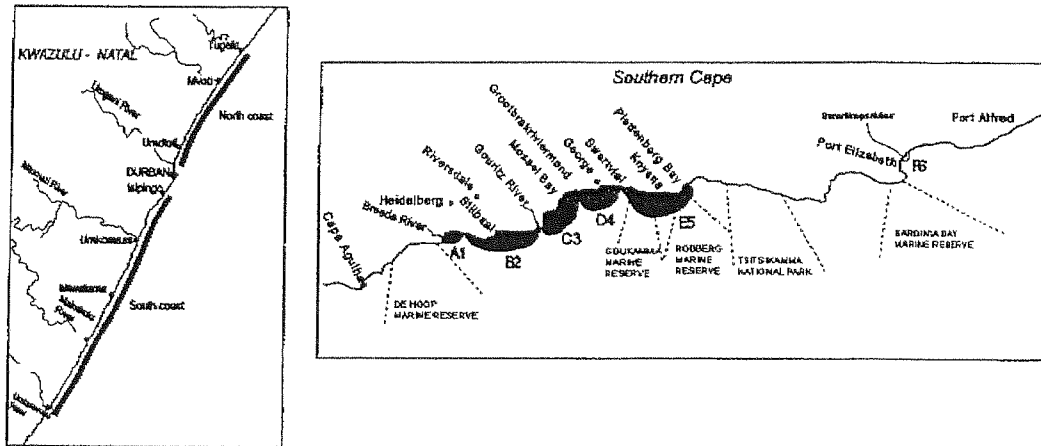 KWAZULU - NATAL
Tugela
Mvoti
North coast
Umgeni River
Umdloti
DURBAN
Isipingo
Umkomaas
South coast
Southern Cape
Port Alfred
Port Elizabeth
F6
Plettenberg Bay
Knysna
Swartvlei
George
Grootbrakriviermond
Mossel Bay
Gouritz River
Riversdale
Stilbaai
Heidelberg
Breede River
Cape Agulhas
A1
B2
C3
D4
E5
DE HOOP
MARINE RESERVE
GOUKAMMA
MARINE
RESERVE
ROBBERG
MARINE
RESERVE
TSITSIKAMMA
NATIONAL PARK
SARDINIA BAY
MARINE RESERVE